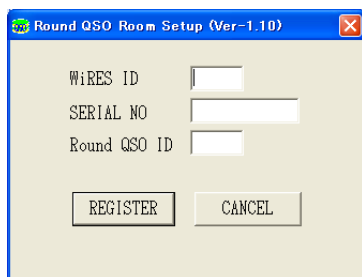 Round QSO Room Setup (Ver-1.10)
WiRES ID
SERIAL NO
Round QSO ID
REGISTER CANCEL